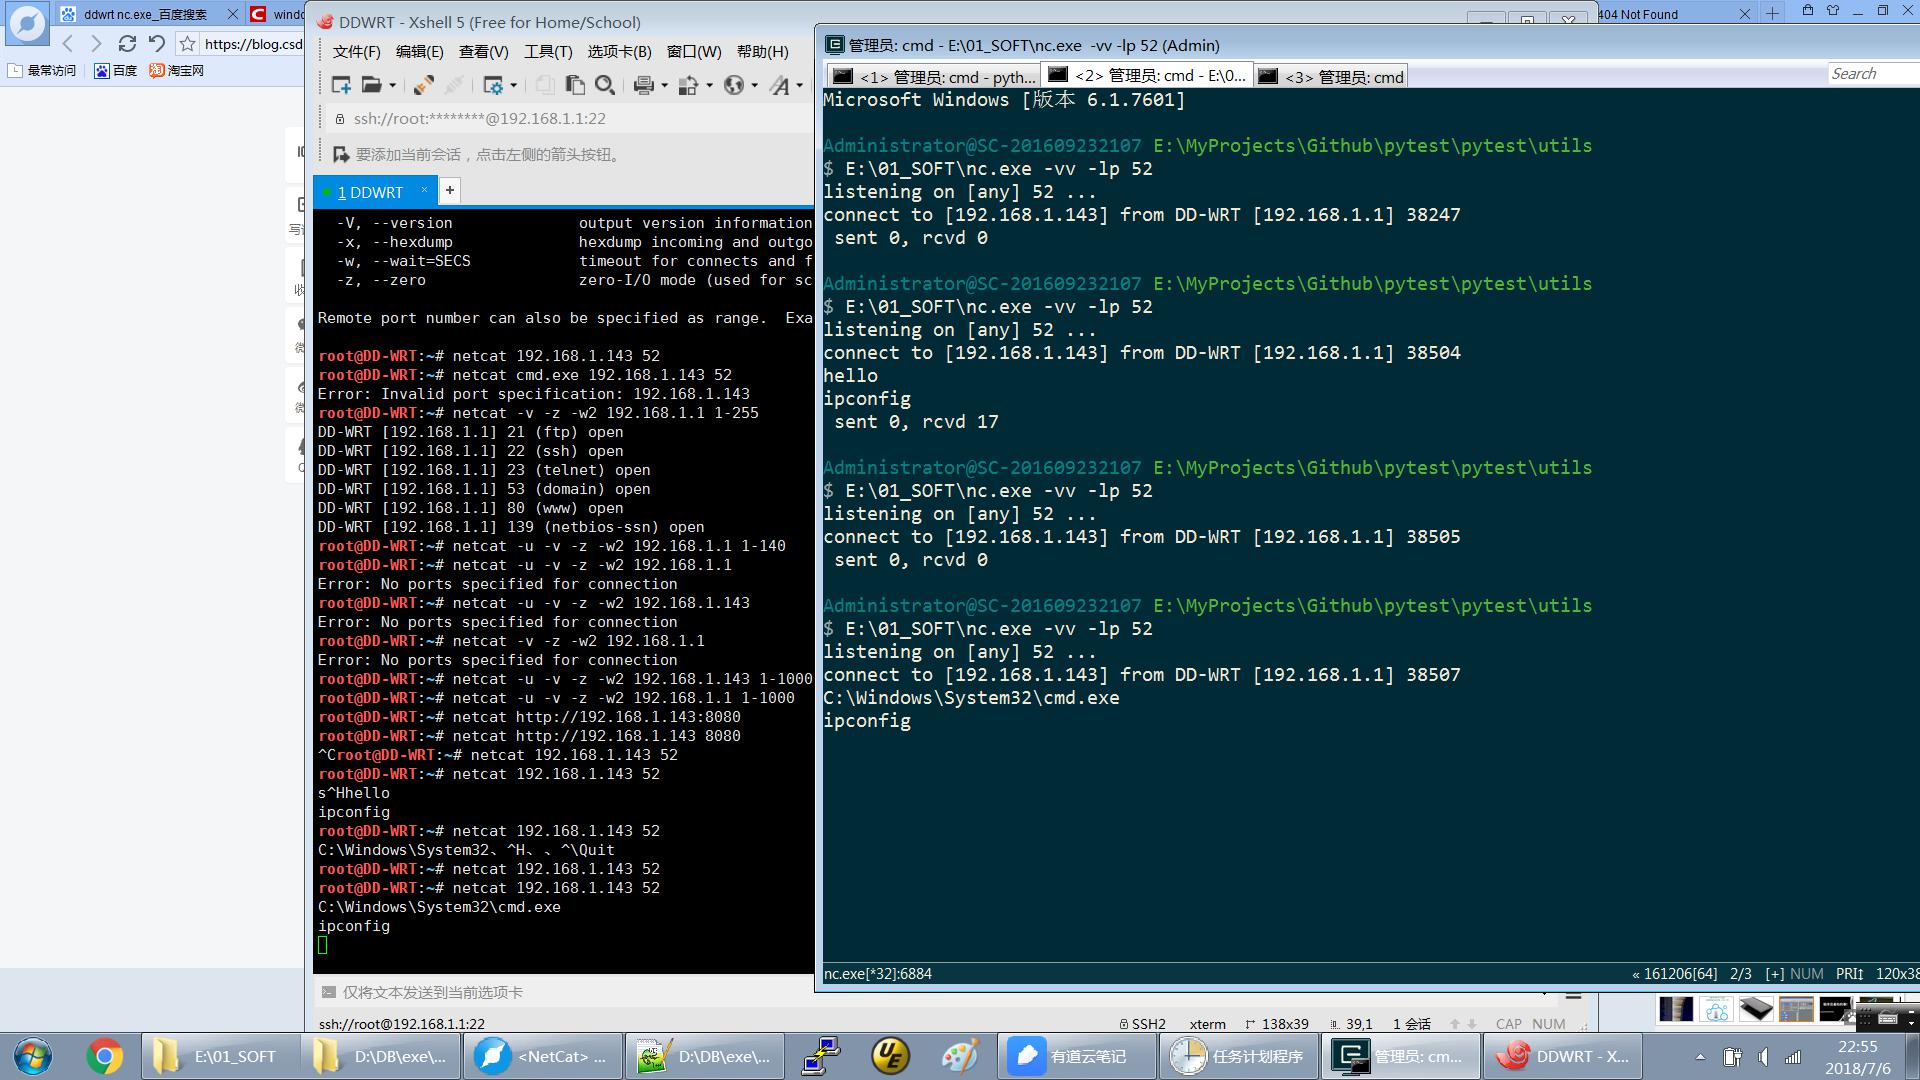 ddwrt nc.exe_百度搜索
windo
404 Not Found
https://blog.csd
最常访问
百度
淘宝网
DDWRT - Xshell 5 (Free for Home/School)
文件(F) 编辑(E) 查看(V) 工具(T) 选项卡(B) 窗口(W) 帮助(H)
ssh://root:********@192.168.1.1:22
要添加当前会话，点击左侧的箭头按钮。
1 DDWRT
-V, --version output version information
-x, --hexdump hexdump incoming and outgo
-w, --wait=SECS timeout for connects and f
-z, --zero zero-I/O mode (used for sc
Remote port number can also be specified as range. Exa
root@DD-WRT:~# netcat 192.168.1.143 52
root@DD-WRT:~# netcat cmd.exe 192.168.1.143 52
Error: Invalid port specification: 192.168.1.143
root@DD-WRT:~# netcat -v -z -w2 192.168.1.1 1-255
DD-WRT [192.168.1.1] 21 (ftp) open
DD-WRT [192.168.1.1] 22 (ssh) open
DD-WRT [192.168.1.1] 23 (telnet) open
DD-WRT [192.168.1.1] 53 (domain) open
DD-WRT [192.168.1.1] 80 (www) open
DD-WRT [192.168.1.1] 139 (netbios-ssn) open
root@DD-WRT:~# netcat -u -v -z -w2 192.168.1.1 1-140
root@DD-WRT:~# netcat -u -v -z -w2 192.168.1.1
Error: No ports specified for connection
root@DD-WRT:~# netcat -u -v -z -w2 192.168.1.143
Error: No ports specified for connection
root@DD-WRT:~# netcat -v -z -w2 192.168.1.1
Error: No ports specified for connection
root@DD-WRT:~# netcat -u -v -z -w2 192.168.1.143 1-1000
root@DD-WRT:~# netcat -u -v -z -w2 192.168.1.1 1-1000
root@DD-WRT:~# netcat http://192.168.1.143:8080
root@DD-WRT:~# netcat http://192.168.1.143 8080
^Croot@DD-WRT:~# netcat 192.168.1.143 52
root@DD-WRT:~# netcat 192.168.1.143 52
s^Hhello
ipconfig
root@DD-WRT:~# netcat 192.168.1.143 52
C:\Windows\System32、^H、、^\Quit
root@DD-WRT:~# netcat 192.168.1.143 52
root@DD-WRT:~# netcat 192.168.1.143 52
C:\Windows\System32\cmd.exe
ipconfig
仅将文本发送到当前选项卡
ssh://root@192.168.1.1:22 SSH2 xterm 138x39 39,1 1 会话 CAP NUM
管理员: cmd - E:\01_SOFT\nc.exe -vv -lp 52 (Admin)
<1> 管理员: cmd - pyth... <2> 管理员: cmd - E:\0... <3> 管理员: cmd
Search
Microsoft Windows [版本 6.1.7601]
Administrator@SC-201609232107 E:\MyProjects\Github\pytest\pytest\utils
$ E:\01_SOFT\nc.exe -vv -lp 52
listening on [any] 52 ...
connect to [192.168.1.143] from DD-WRT [192.168.1.1] 38247
sent 0, rcvd 0
Administrator@SC-201609232107 E:\MyProjects\Github\pytest\pytest\utils
$ E:\01_SOFT\nc.exe -vv -lp 52
listening on [any] 52 ...
connect to [192.168.1.143] from DD-WRT [192.168.1.1] 38504
hello
ipconfig
sent 0, rcvd 17
Administrator@SC-201609232107 E:\MyProjects\Github\pytest\pytest\utils
$ E:\01_SOFT\nc.exe -vv -lp 52
listening on [any] 52 ...
connect to [192.168.1.143] from DD-WRT [192.168.1.1] 38505
sent 0, rcvd 0
Administrator@SC-201609232107 E:\MyProjects\Github\pytest\pytest\utils
$ E:\01_SOFT\nc.exe -vv -lp 52
listening on [any] 52 ...
connect to [192.168.1.143] from DD-WRT [192.168.1.1] 38507
C:\Windows\System32\cmd.exe
ipconfig
nc.exe[*32]:6884 « 161206[64] 2/3 [+] NUM PRI↕ 120x38
E:\01_SOFT
D:\DB\exe\...
<NetCat> ...
D:\DB\exe\...
有道云笔记
任务计划程序
管理员: cm...
DDWRT - X...
22:55
2018/7/6